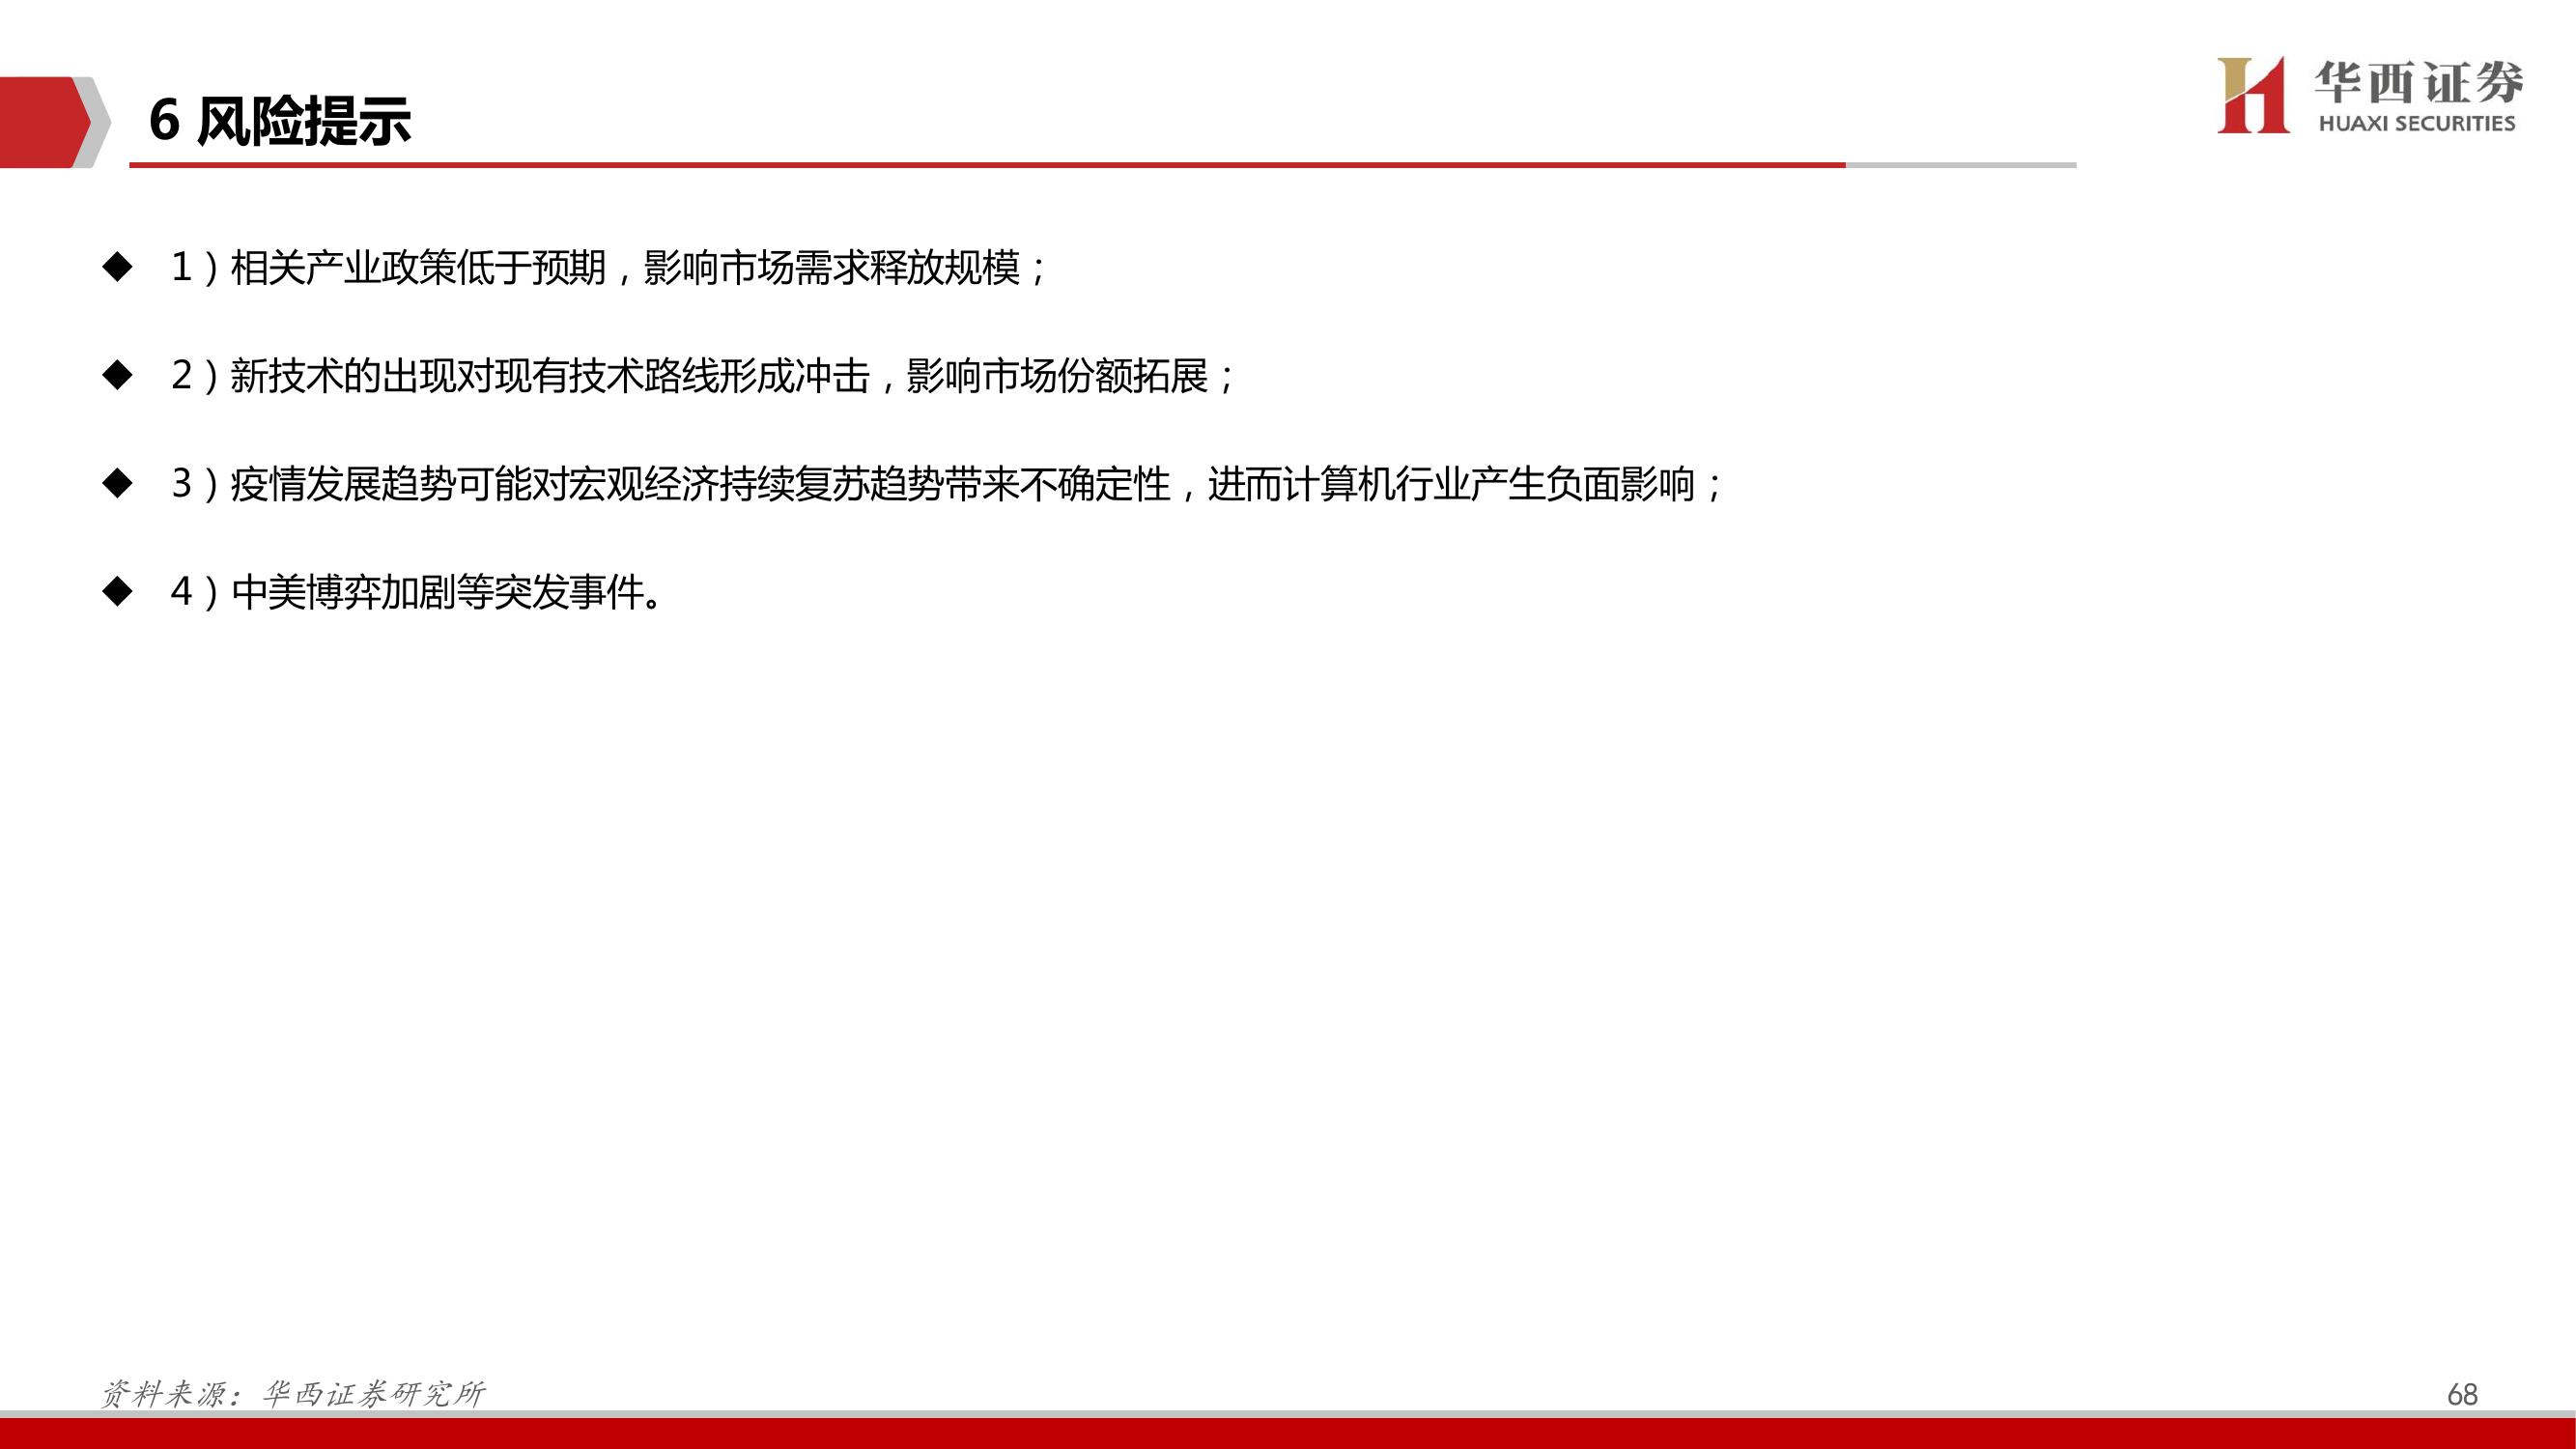 6 风险提示
华西证券
HUAXI SECURITIES
◆ 1）相关产业政策低于预期，影响市场需求释放规模；
◆ 2）新技术的出现对现有技术路线形成冲击，影响市场份额拓展；
◆ 3）疫情发展趋势可能对宏观经济持续复苏趋势带来不确定性，进而计算机行业产生负面影响；
◆ 4）中美博弈加剧等突发事件。
资料来源：华西证券研究所
68